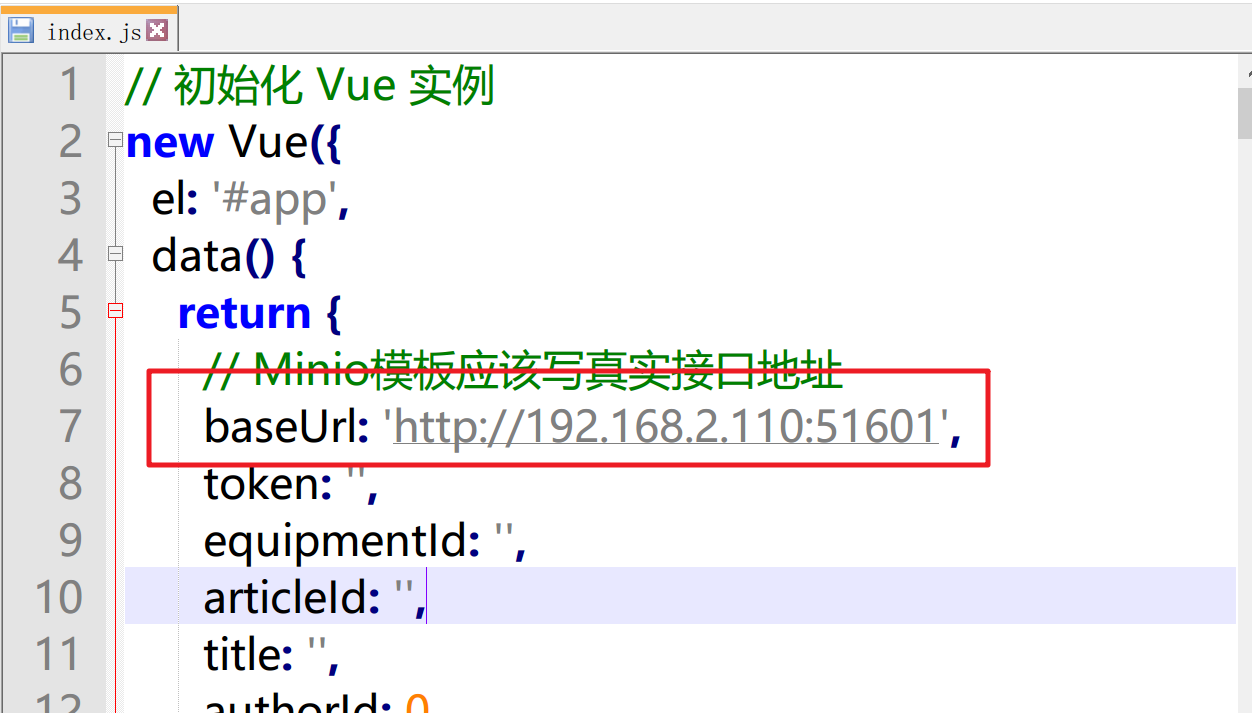 index.js
1 // 初始化 Vue 实例
2 new Vue({
3 el: '#app',
4 data() {
5 return {
6 // Minio模板应该写真实接口地址
7 baseUrl: 'http://192.168.2.110:51601',
8 token: '',
9 equipmentId: '',
10 articleId: '',
11 title: '',
12 authorId: 0